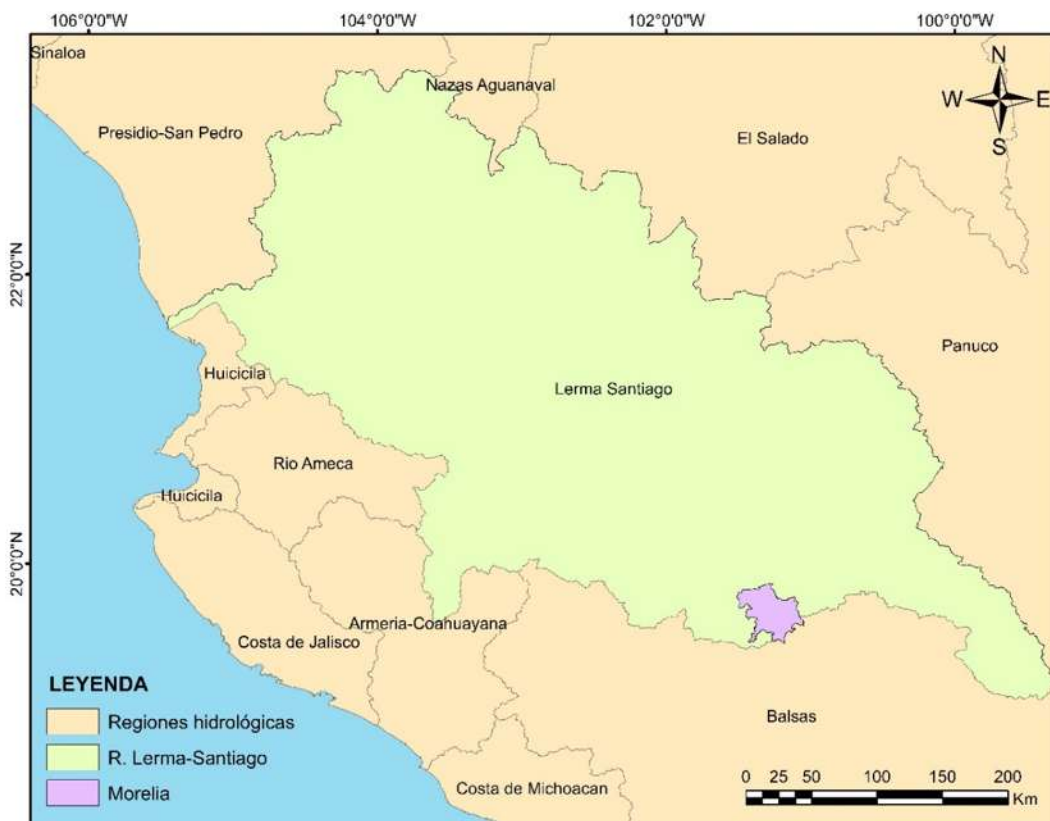 106°0'0"W 104°0'0"W 102°0'0"W 100°0'0"W
Sinaloa
N
Nazas Aguanaval
W E
Presidio-San Pedro
El Salado
S
22°0'0"N
Panuco
Huicicila
Lerma Santiago
Rio Ameca
Huicicila
20°0'0"N
Armeria-Coahuayana
Costa de Jalisco
LEYENDA
Regiones hidrológicas
Balsas
R. Lerma-Santiago
Morelia
Costa de Michoacan
0 25 50 100 150 200
Km